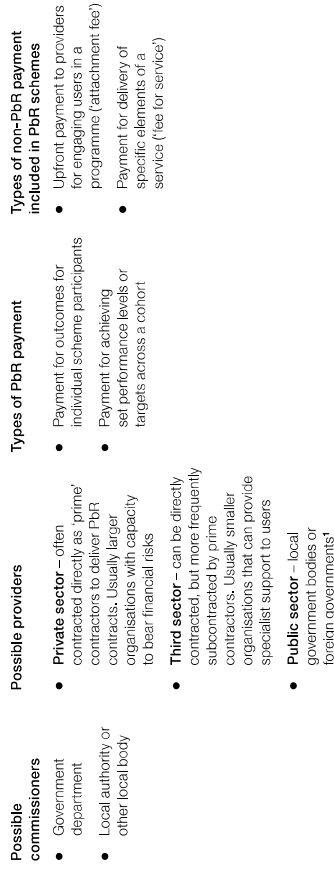 Possible
commissioners
● Government
department
● Local authority or
other local body
Possible providers
● Private sector – often
contracted directly as ‘prime’
contractors to deliver PbR
contracts. Usually larger
organisations with capacity
to bear financial risks
● Third sector – can be directly
contracted, but more frequently
subcontracted by prime
contractors. Usually smaller
organisations that can provide
specialist support to users
● Public sector – local
government bodies or
foreign governments¹
Types of PbR payment
● Payment for outcomes for
individual scheme participants
● Payment for achieving
set performance levels or
targets across a cohort
Types of non-PbR payment
included in PbR schemes
● Upfront payment to providers
for engaging users in a
programme (‘attachment fee’)
● Payment for delivery of
specific elements of a
service (‘fee for service’)